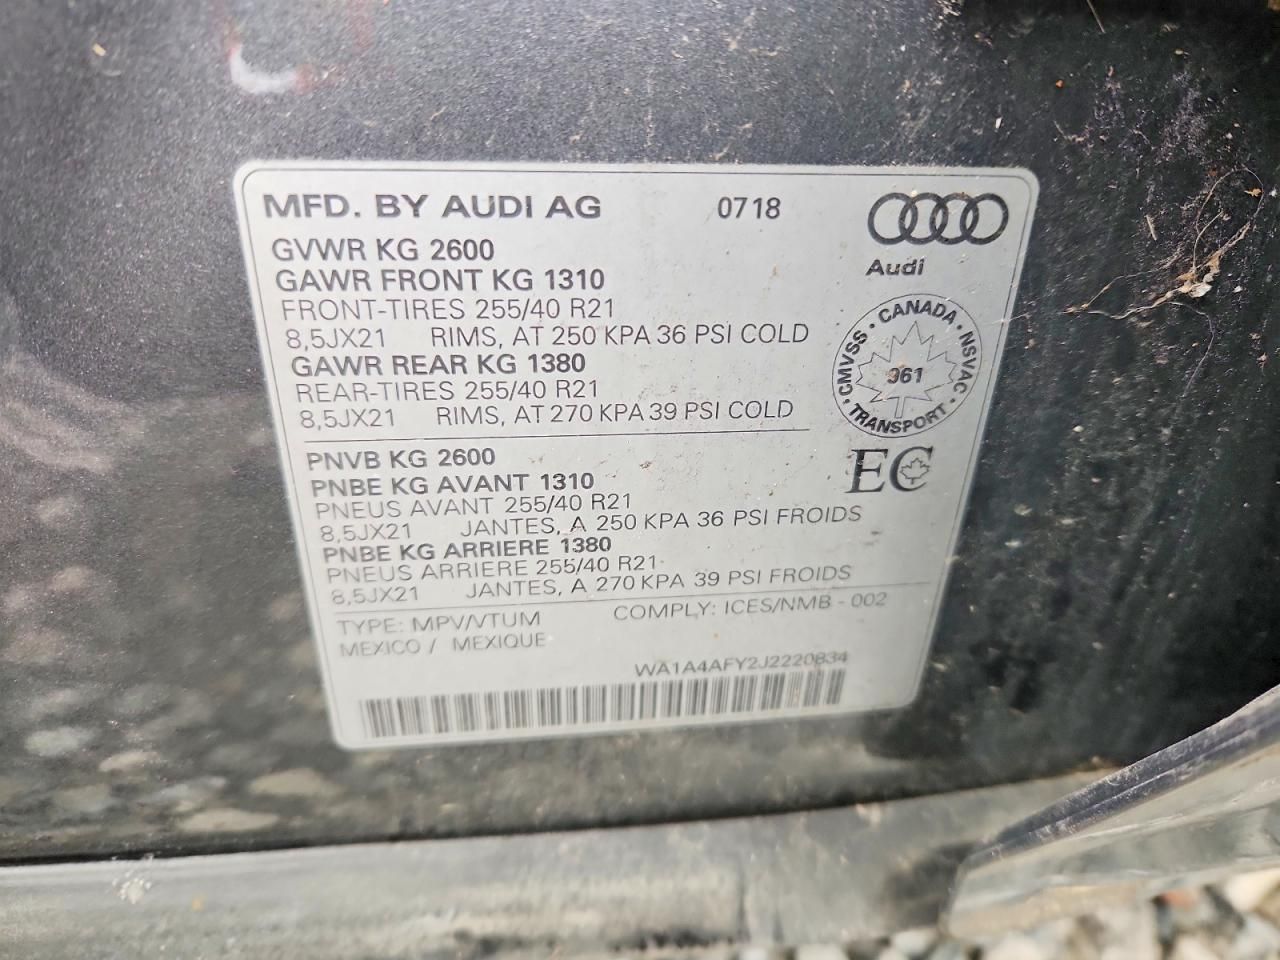 MFD. BY AUDI AG 0718
Audi
GVWR KG 2600
GAWR FRONT KG 1310
FRONT-TIRES 255/40 R21
8,5JX21 RIMS, AT 250 KPA 36 PSI COLD
GAWR REAR KG 1380
REAR-TIRES 255/40 R21
8,5JX21 RIMS, AT 270 KPA 39 PSI COLD
CMVSS · CANADA · NSVAC · TRANSPORT ·
961
PNVB KG 2600
PNBE KG AVANT 1310
PNEUS AVANT 255/40 R21
8,5JX21 JANTES, A 250 KPA 36 PSI FROIDS
PNBE KG ARRIERE 1380
PNEUS ARRIERE 255/40 R21
8,5JX21 JANTES, A 270 KPA 39 PSI FROIDS
EC
TYPE: MPV/VTUM COMPLY: ICES/NMB - 002
MEXICO / MEXIQUE
WA1A4AFY2J2220834